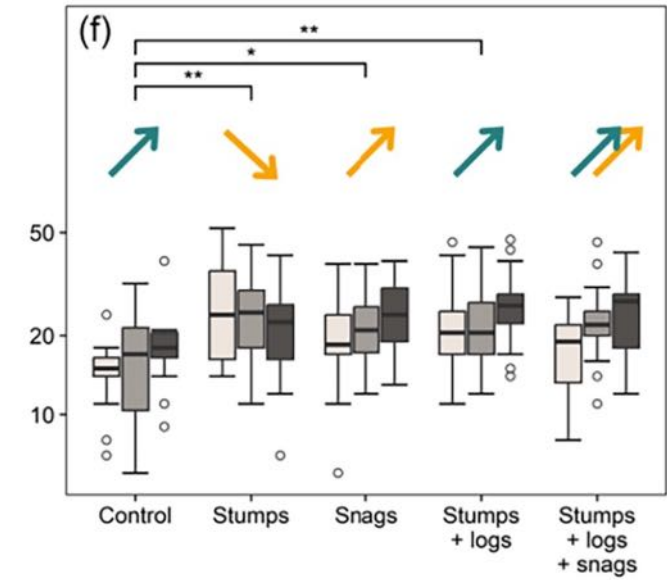 (f)
**
*
**
50
20
10
Control
Stumps
Snags
Stumps
+ logs
Stumps
+ logs
+ snags